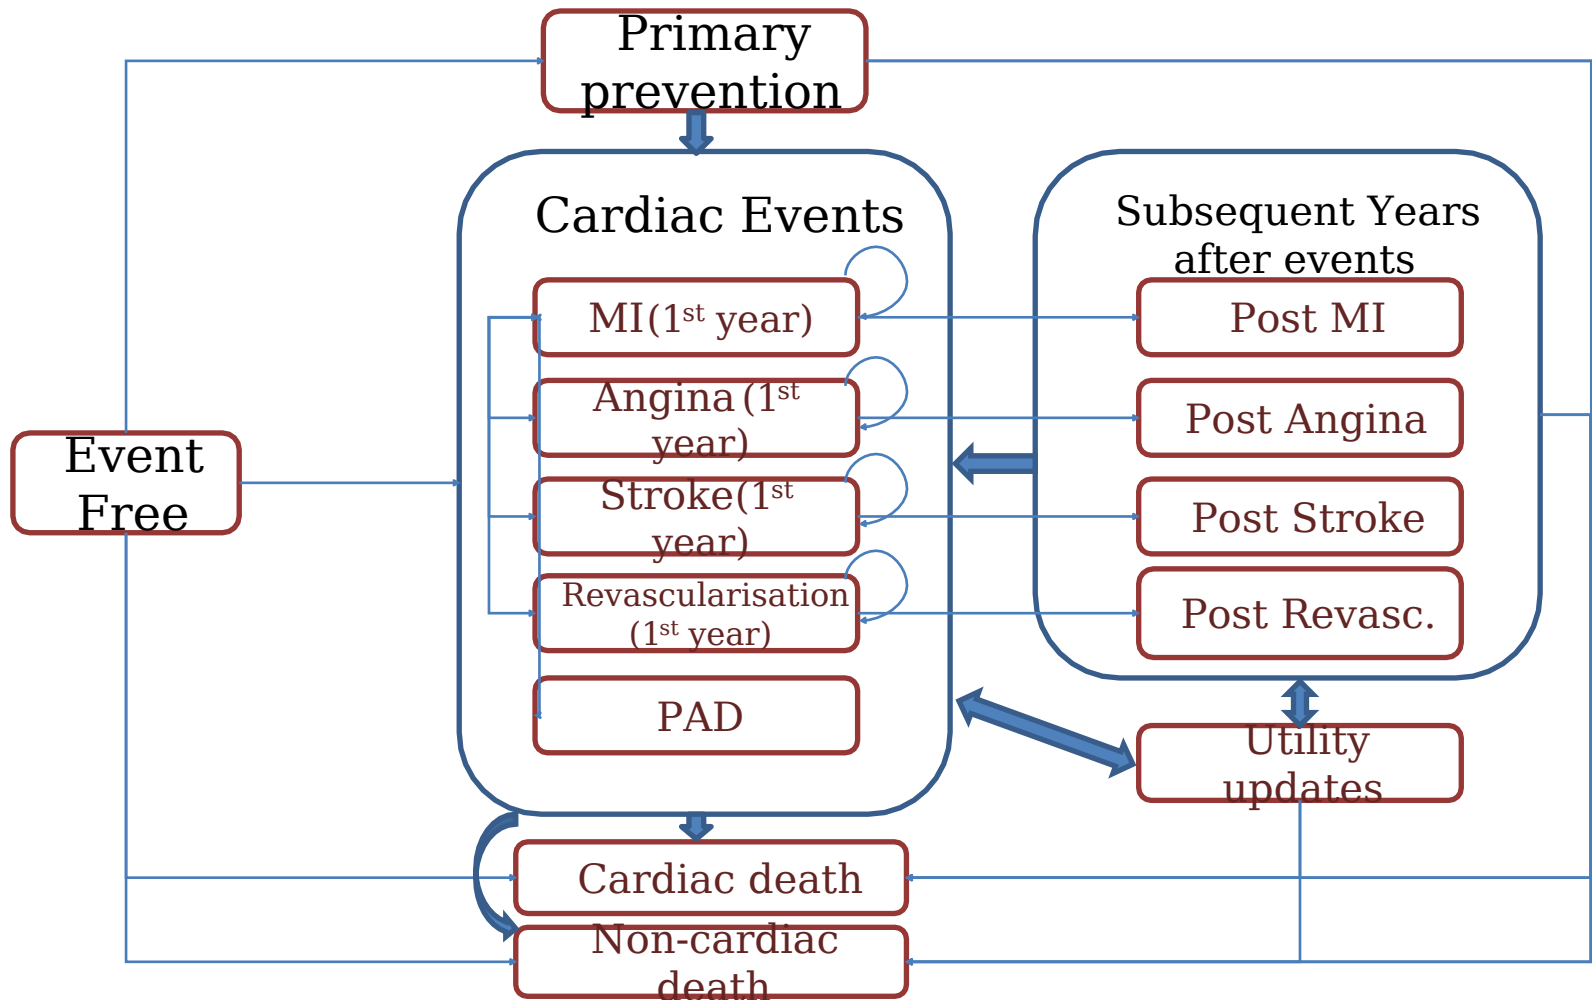 Primary
prevention
Cardiac Events
Subsequent Years
after events
MI(1st year)
Post MI
Angina (1st
year)
Post Angina
Event
Free
Stroke(1st
year)
Post Stroke
Revascularisation
(1st year)
Post Revasc.
PAD
Utility
updates
Cardiac death
Non-cardiac
death